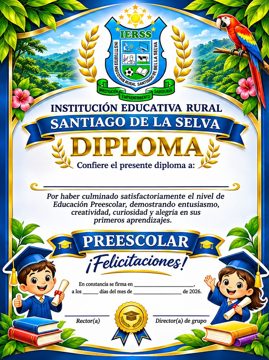 IERSS
INSTITUCIÓN EDUCATIVA RURAL
SANTIAGO DE LA SELVA
DIPLOMA
Confiere el presente diploma a:
Por haber culminado satisfactoriamente el nivel de
Educación Preescolar, demostrando entusiasmo,
creatividad, curiosidad y alegría en sus
primeros aprendizajes.
PREESCOLAR
¡Felicitaciones!
En constancia se firma en
a los ______ días del mes de ______ de 2026.
Rector(a)
Director(a) de grupo